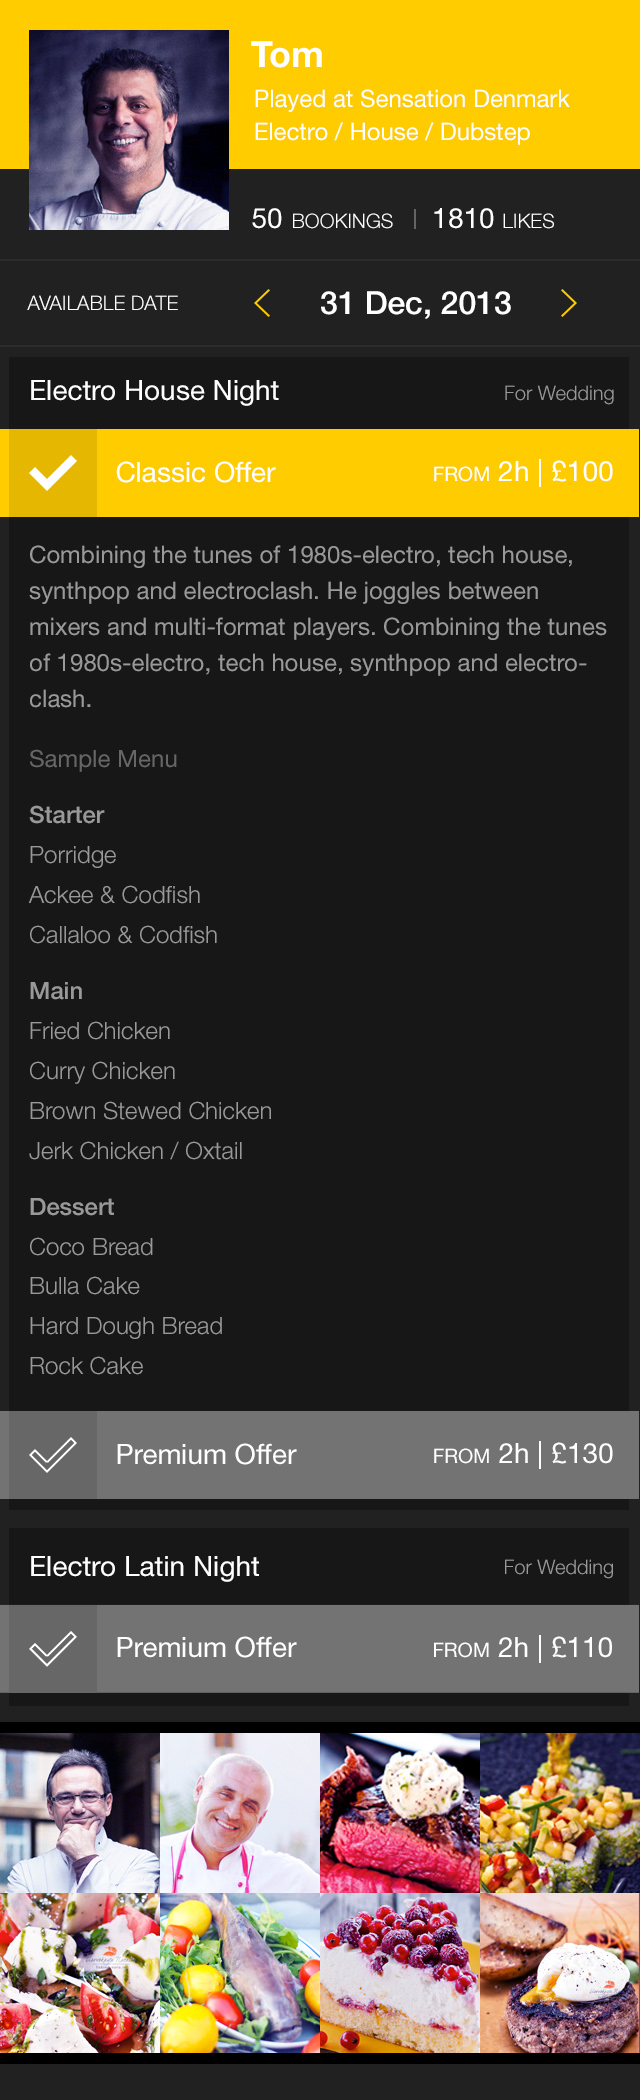 Tom
Played at Sensation Denmark
Electro / House / Dubstep
50 BOOKINGS | 1810 LIKES
AVAILABLE DATE 31 Dec, 2013
Electro House Night For Wedding
Classic Offer FROM 2h | £100
Combining the tunes of 1980s-electro, tech house,
synthpop and electroclash. He joggles between
mixers and multi-format players. Combining the tunes
of 1980s-electro, tech house, synthpop and electro-
clash.
Sample Menu
Starter
Porridge
Ackee & Codfish
Callaloo & Codfish
Main
Fried Chicken
Curry Chicken
Brown Stewed Chicken
Jerk Chicken / Oxtail
Dessert
Coco Bread
Bulla Cake
Hard Dough Bread
Rock Cake
Premium Offer FROM 2h | £130
Electro Latin Night For Wedding
Premium Offer FROM 2h | £110